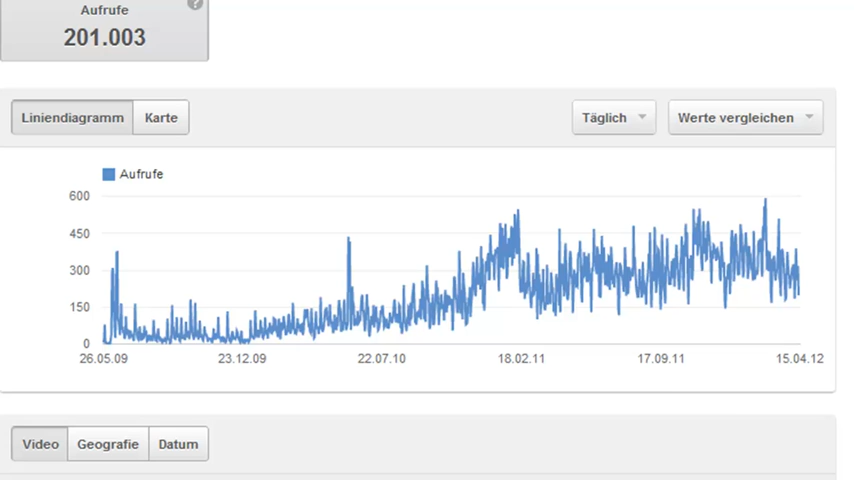 Aufrufe
?
201.003
Liniendiagramm Karte Täglich Werte vergleichen
Aufrufe
600
450
300
150
0
26.05.09 23.12.09 22.07.10 18.02.11 17.09.11 15.04.12
Video Geografie Datum